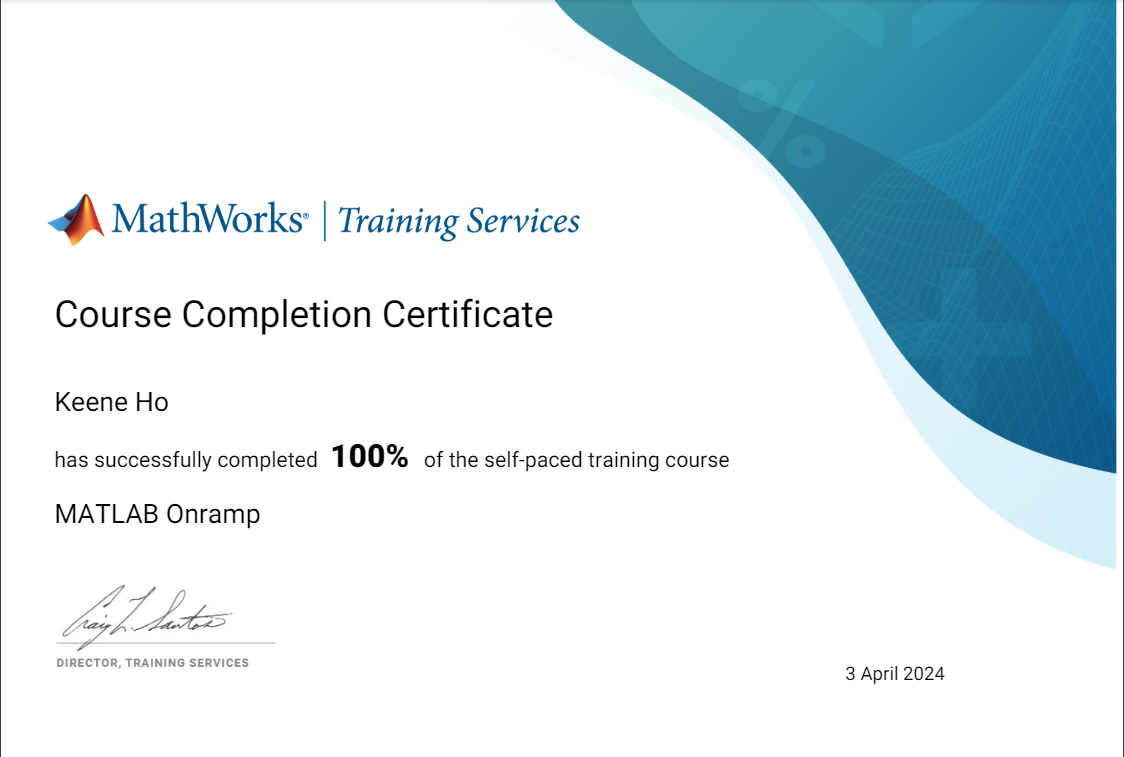 MathWorks® | Training Services
Course Completion Certificate
Keene Ho
has successfully completed 100% of the self-paced training course
MATLAB Onramp
Craig L. Santos
DIRECTOR, TRAINING SERVICES
3 April 2024